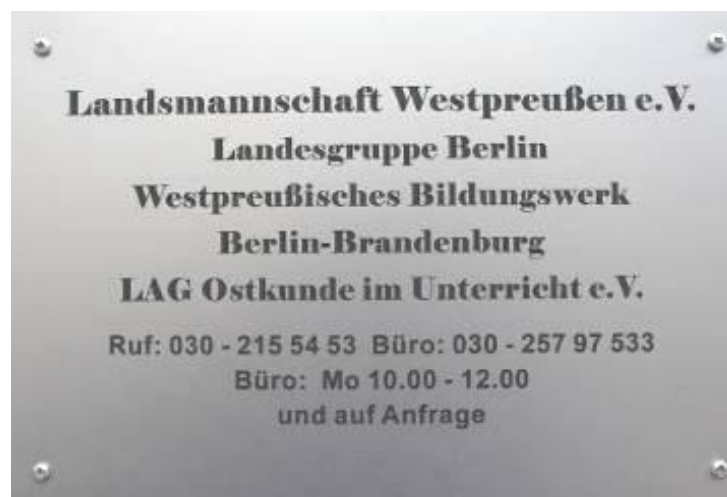 Landsmannschaft Westpreußen e.V.
Landesgruppe Berlin
Westpreußisches Bildungswerk
Berlin-Brandenburg
LAG Ostkunde im Unterricht e.V.
Ruf: 030 - 215 54 53 Büro: 030 - 257 97 533
Büro: Mo 10.00 - 12.00
und auf Anfrage